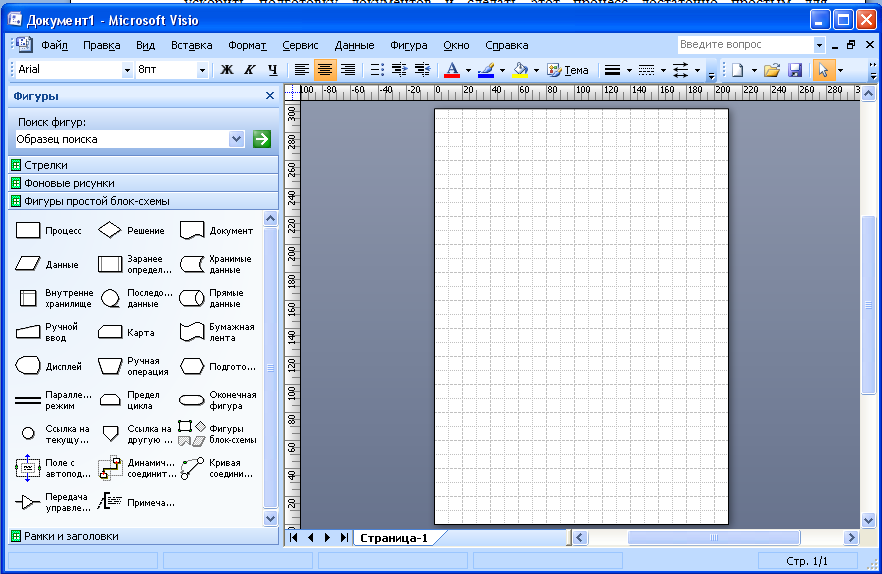 Документ1 - Microsoft Visio
Файл Правка Вид Вставка Формат Сервис Данные Фигура Окно Справка Введите вопрос
Arial 8пт Ж К Ч А Тема
Фигуры
Поиск фигур:
Образец поиска
Стрелки
Фоновые рисунки
Фигуры простой блок-схемы
Процесс Решение Документ
Данные Заранее определ... Хранимые данные
Внутренне хранилище Последо... данные Прямые данные
Ручной ввод Карта Бумажная лента
Дисплей Ручная операция Подгото...
Паралле... режим Предел цикла Оконечная фигура
Ссылка на текущу... Ссылка на другую ... Фигуры блок-схемы
Поле с автопод... Динамич... соединит... Кривая соедини...
Передача управле... Примеча...
Рамки и заголовки
100 -80 -60 -40 -20 0 20 40 60 80 100 120 140 160 180 200 220 240 260 280
300
280
260
240
220
200
180
160
140
120
100
80
60
40
20
0
Страница-1
Стр. 1/1